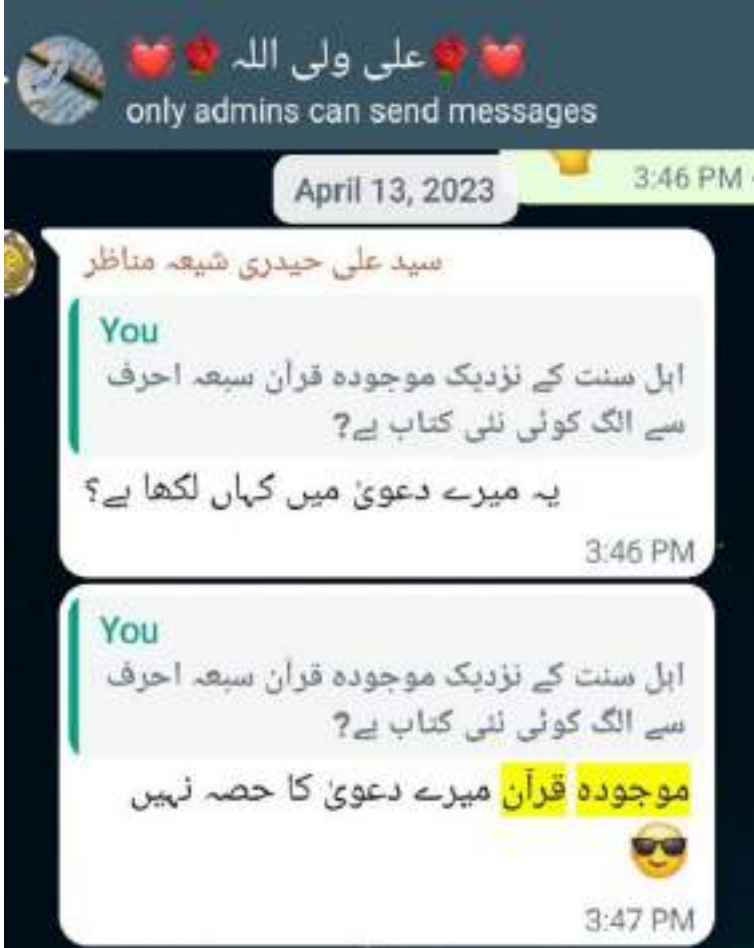 💓🌹علی ولی اللہ🌹💓
only admins can send messages
3:46 PM
April 13, 2023
سید علی حیدری شیعہ مناظر
You
اہل سنت کے نزدیک موجودہ قرآن سبعہ احرف
سے الگ کوئی نئی کتاب ہے?
یہ میرے دعویٰ میں کہاں لکھا ہے؟
3:46 PM
You
اہل سنت کے نزدیک موجودہ قرآن سبعہ احرف
سے الگ کوئی نئی کتاب ہے?
موجودہ قرآن میرے دعویٰ کا حصہ نہیں
😎
3:47 PM